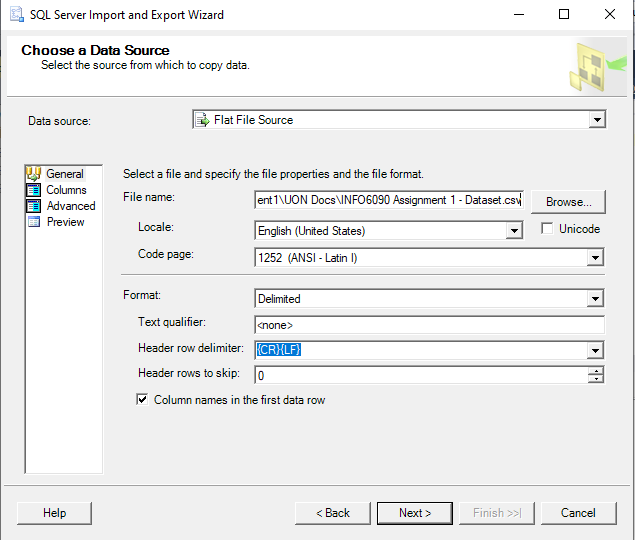 SQL Server Import and Export Wizard
Choose a Data Source
Select the source from which to copy data.
Data source: Flat File Source
General
Columns
Advanced
Preview
Select a file and specify the file properties and the file format.
File name: ent1\UON Docs\INFO6090 Assignment 1 - Dataset.csv Browse...
Locale: English (United States) Unicode
Code page: 1252 (ANSI - Latin I)
Format: Delimited
Text qualifier: <none>
Header row delimiter: {CR}{LF}
Header rows to skip: 0
Column names in the first data row
Help < Back Next > Finish >>| Cancel